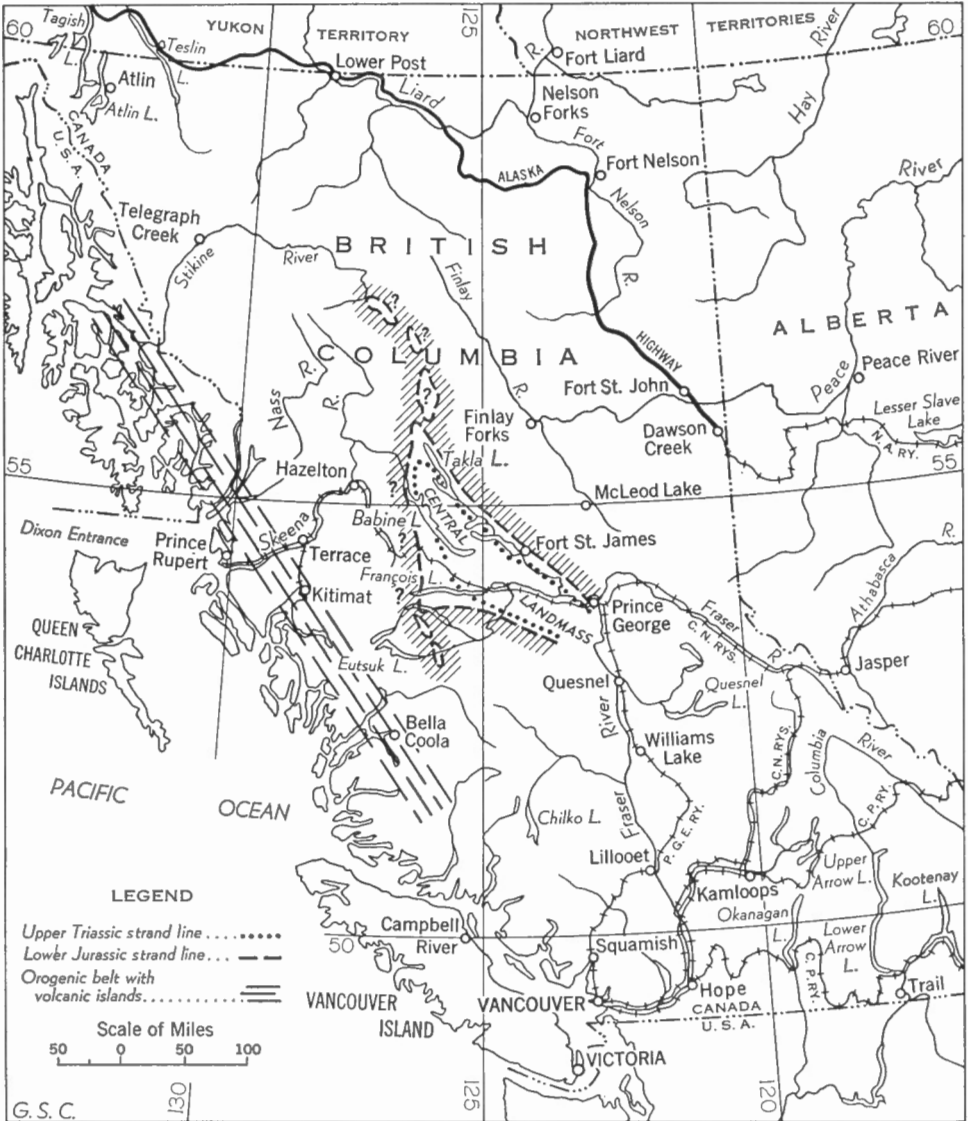 60
Tagish
L.
Teslin
L.
YUKON TERRITORY
125
NORTHWEST TERRITORIES
River
60
Atlin
Atlin L.
Lower Post
Liard
R.
Fort Liard
Nelson
Forks
Fort
Hay
CANADA
U.S.A.
ALASKA
Fort Nelson
Nelson
R.
River
Telegraph
Creek
Stikine
River
BRITISH
Finlay
?
?
ALBERTA
COLUMBIA
HIGHWAY
Peace River
Nass
R.
R.
?
R.
Fort St. John
Peace
Finlay
Forks
Dawson
Creek
Lesser Slave
Lake
N. A. RY.
55
Hazelton
Takla L.
?
55
McLeod Lake
Dixon Entrance
Prince
Rupert
Skeena
Terrace
Babine L.
CENTRAL
?
Fort St. James
R.
Athabasca
Kitimat
François L.
?
LANDMASS
Prince
George
Fraser
R.
C. N. RYS.
QUEEN
CHARLOTTE
ISLANDS
Eutsuk L.
Quesnel
Quesnel
L.
Jasper
River
Bella
Coola
Williams
Lake
C. N. RYS.
Columbia
River
PACIFIC OCEAN
Chilko L.
Fraser
P. G. E. RY.
C. P. RY.
Lillooet
Kamloops
Upper
Arrow L.
Kootenay
L.
LEGEND
Upper Triassic strand line
Lower Jurassic strand line
Orogenic belt with
volcanic islands
Campbell
River
50
Squamish
Okanagan
L.
Lower
Arrow
L.
C. P. RY.
Hope
Trail
VANCOUVER
ISLAND
VANCOUVER
CANADA
U.S.A.
Scale of Miles
50 0 50 100
VICTORIA
G. S. C.
130
125
120